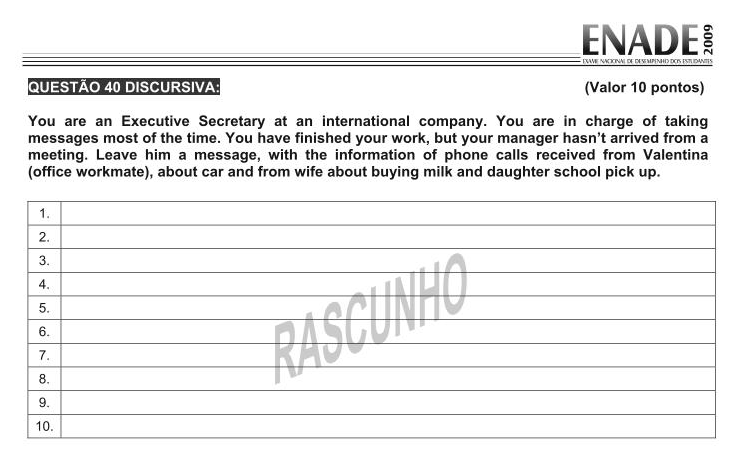 ENADE 2009
EXAME NACIONAL DE DESEMPENHO DOS ESTUDANTES
QUESTÃO 40 DISCURSIVA: (Valor 10 pontos)
You are an Executive Secretary at an international company. You are in charge of taking
messages most of the time. You have finished your work, but your manager hasn't arrived from a
meeting. Leave him a message, with the information of phone calls received from Valentina
(office workmate), about car and from wife about buying milk and daughter school pick up.
1.
2.
3.
4.
5.
6.
7.
8.
9.
10.
RASCUNHO